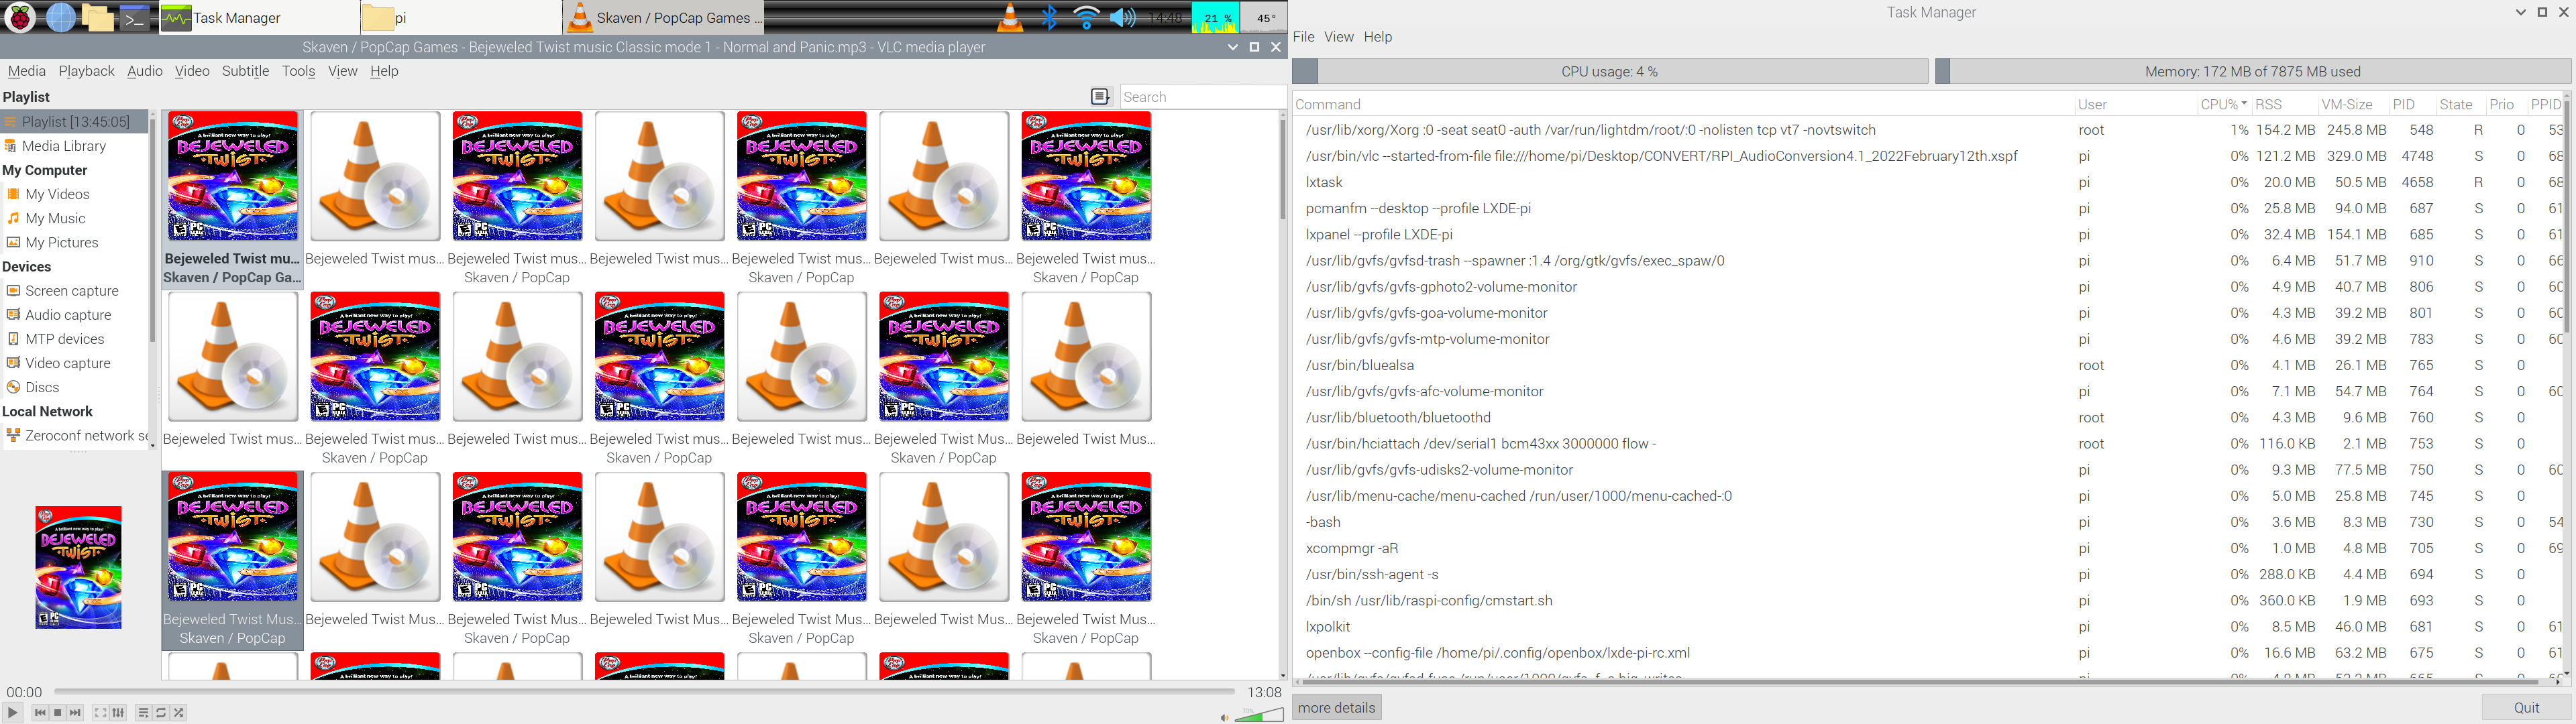 Task Manager
pi
Skaven / PopCap Games ...
14:48
21 %
45°
Skaven / PopCap Games - Bejeweled Twist music Classic mode 1 - Normal and Panic.mp3 - VLC media player
Media Playback Audio Video Subtitle Tools View Help
Playlist
Search
Playlist [13:45:05]
Media Library
My Computer
My Videos
My Music
My Pictures
Devices
Screen capture
Audio capture
MTP devices
Video capture
Discs
Local Network
Zeroconf network se
A brilliant new way to play!
BEJEWELED
TWIST
PC
Bejeweled Twist mu... Bejeweled Twist mus... Bejeweled Twist mus... Bejeweled Twist mus... Bejeweled Twist mus... Bejeweled Twist mus... Bejeweled Twist mus...
Skaven / PopCap Ga... Skaven / PopCap Skaven / PopCap Skaven / PopCap
Bejeweled Twist mus... Bejeweled Twist mus... Bejeweled Twist mus... Bejeweled Twist Mus... Bejeweled Twist Mus... Bejeweled Twist Mus... Bejeweled Twist Mus...
Skaven / PopCap Skaven / PopCap Skaven / PopCap
Bejeweled Twist Mus... Bejeweled Twist Mus... Bejeweled Twist Mus... Bejeweled Twist Mus... Bejeweled Twist Mus... Bejeweled Twist Mus... Bejeweled Twist Mus...
Skaven / PopCap Skaven / PopCap Skaven / PopCap Skaven / PopCap
00:00
13:08
70%
Task Manager
File View Help
CPU usage: 4 %
Memory: 172 MB of 7875 MB used
Command User CPU% RSS VM-Size PID State Prio PPID
/usr/lib/xorg/Xorg :0 -seat seat0 -auth /var/run/lightdm/root/:0 -nolisten tcp vt7 -novtswitch root 1% 154.2 MB 245.8 MB 548 R 0 53
/usr/bin/vlc --started-from-file file:///home/pi/Desktop/CONVERT/RPI_AudioConversion4.1_2022February12th.xspf pi 0% 121.2 MB 329.0 MB 4748 S 0 68
lxtask pi 0% 20.0 MB 50.5 MB 4658 R 0 68
pcmanfm --desktop --profile LXDE-pi pi 0% 25.8 MB 94.0 MB 687 S 0 61
lxpanel --profile LXDE-pi pi 0% 32.4 MB 154.1 MB 685 S 0 61
/usr/lib/gvfs/gvfsd-trash --spawner :1.4 /org/gtk/gvfs/exec_spaw/0 pi 0% 6.4 MB 51.7 MB 910 S 0 66
/usr/lib/gvfs/gvfs-gphoto2-volume-monitor pi 0% 4.9 MB 40.7 MB 806 S 0 60
/usr/lib/gvfs/gvfs-goa-volume-monitor pi 0% 4.3 MB 39.2 MB 801 S 0 60
/usr/lib/gvfs/gvfs-mtp-volume-monitor pi 0% 4.6 MB 39.2 MB 783 S 0 60
/usr/bin/bluealsa root 0% 4.1 MB 26.1 MB 765 S 0
/usr/lib/gvfs/gvfs-afc-volume-monitor pi 0% 7.1 MB 54.7 MB 764 S 0 60
/usr/lib/bluetooth/bluetoothd root 0% 4.3 MB 9.6 MB 760 S 0
/usr/bin/hciattach /dev/serial1 bcm43xx 3000000 flow - root 0% 116.0 KB 2.1 MB 753 S 0
/usr/lib/gvfs/gvfs-udisks2-volume-monitor pi 0% 9.3 MB 77.5 MB 750 S 0 60
/usr/lib/menu-cache/menu-cached /run/user/1000/menu-cached-:0 pi 0% 5.0 MB 25.8 MB 745 S 0
-bash pi 0% 3.6 MB 8.3 MB 730 S 0 54
xcompmgr -aR pi 0% 1.0 MB 4.8 MB 705 S 0 69
/usr/bin/ssh-agent -s pi 0% 288.0 KB 4.4 MB 694 S 0
/bin/sh /usr/lib/raspi-config/cmstart.sh pi 0% 360.0 KB 1.9 MB 693 S 0
lxpolkit pi 0% 8.5 MB 46.0 MB 681 S 0 61
openbox --config-file /home/pi/.config/openbox/lxde-pi-rc.xml pi 0% 16.6 MB 63.2 MB 675 S 0 61
more details
Quit